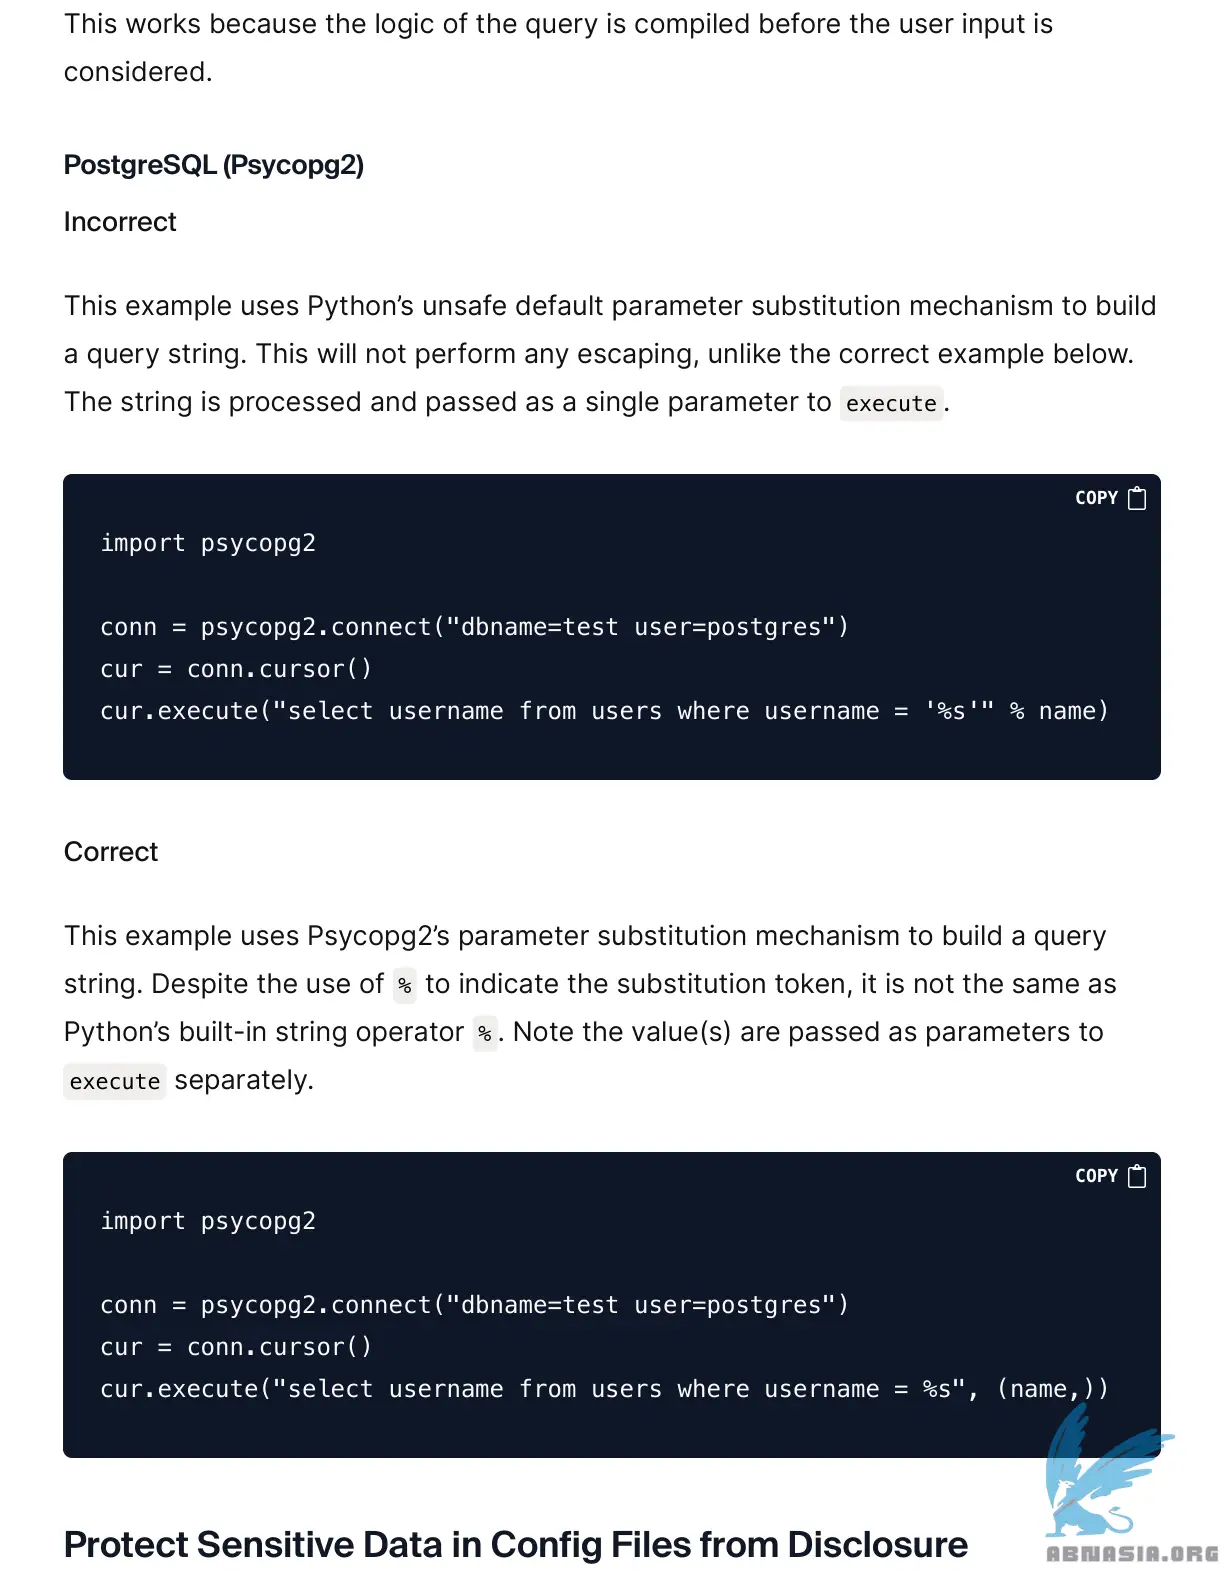 This works because the logic of the query is compiled before the user input is
considered.
PostgreSQL (Psycopg2)
Incorrect
This example uses Python’s unsafe default parameter substitution mechanism to build
a query string. This will not perform any escaping, unlike the correct example below.
The string is processed and passed as a single parameter to execute.
COPY
import psycopg2
conn = psycopg2.connect("dbname=test user=postgres")
cur = conn.cursor()
cur.execute("select username from users where username = '%s'" % name)
Correct
This example uses Psycopg2’s parameter substitution mechanism to build a query
string. Despite the use of % to indicate the substitution token, it is not the same as
Python’s built-in string operator %. Note the value(s) are passed as parameters to
execute separately.
COPY
import psycopg2
conn = psycopg2.connect("dbname=test user=postgres")
cur = conn.cursor()
cur.execute("select username from users where username = %s", (name,))
Protect Sensitive Data in Config Files from Disclosure
ABNASIA.ORG